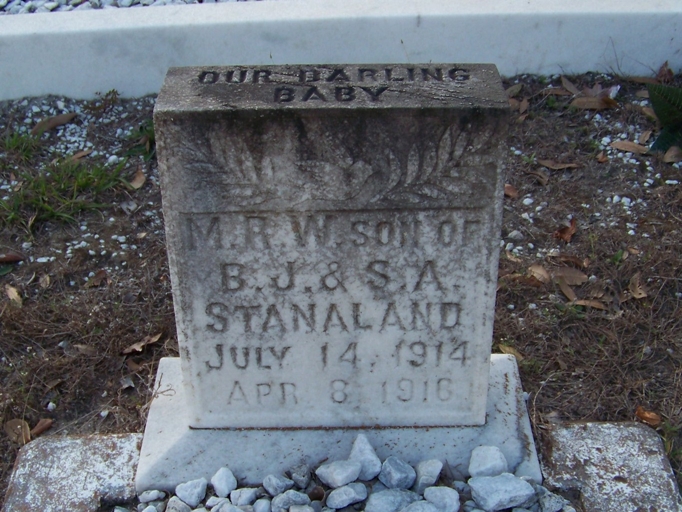 OUR DARLING
BABY
M.R.W. SON OF
B.J. & S.A.
STANALAND
JULY 14, 1914
APR 8 1916